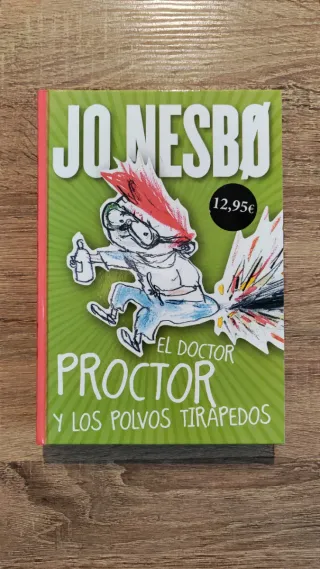 JO NESBØ
12,95€
EL DOCTOR
PROCTOR
Y LOS POLVOS TIRAPEDOS